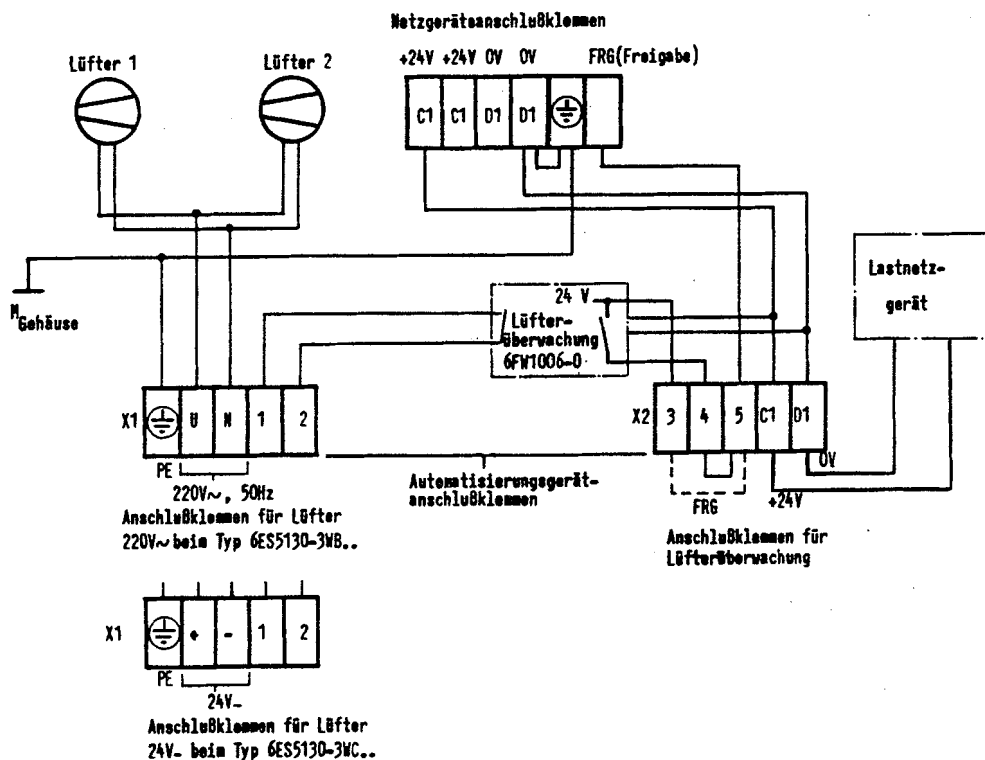 Netzgeräteanschlußklemmen
Lüfter 1
Lüfter 2
+24V +24V 0V 0V FRG(Freigabe)
C1 C1 D1 D1
M Gehäuse
Lastnetz-
gerät
24 V
Lüfter-
überwachung
6FW1006-0
X1 U N 1 2
X2 3 4 5 C1 D1
PE
220V~, 50Hz
Anschlußklemmen für Lüfter
220V~ beim Typ 6ES5130-3WB..
Automatisierungsgerät-
anschlußklemmen
0V
FRG
+24V
Anschlußklemmen für
Lüfterüberwachung
X1 + - 1 2
PE
24V-
Anschlußklemmen für Lüfter
24V- beim Typ 6ES5130-3WC..